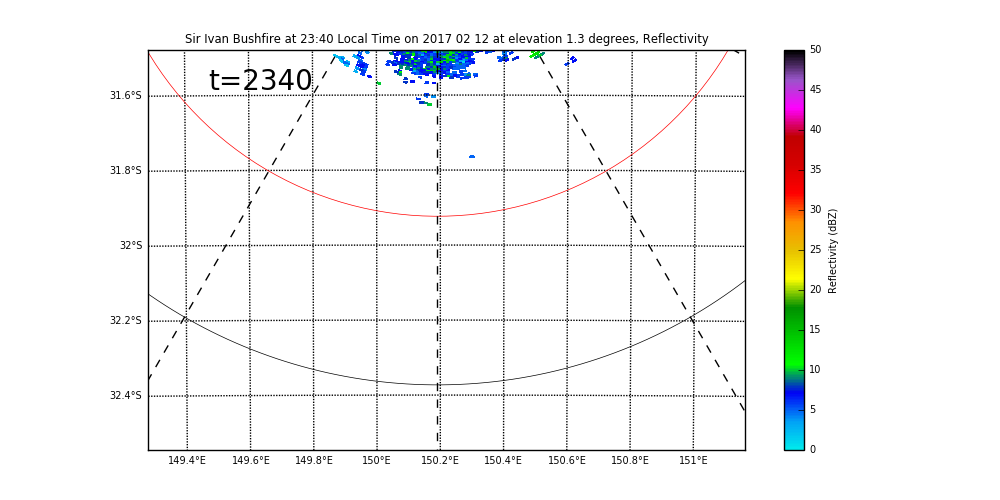 Sir Ivan Bushfire at 23:40 Local Time on 2017 02 12 at elevation 1.3 degrees, Reflectivity
t=2340
31.6°S
31.8°S
32°S
32.2°S
32.4°S
149.4°E 149.6°E 149.8°E 150°E 150.2°E 150.4°E 150.6°E 150.8°E 151°E
50
45
40
35
30
25
20
15
10
5
0
Reflectivity (dBZ)